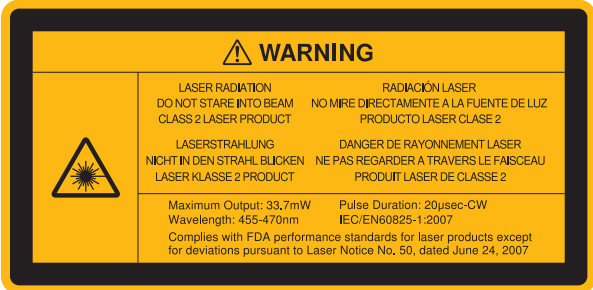 WARNING
LASER RADIATION
DO NOT STARE INTO BEAM
CLASS 2 LASER PRODUCT
RADIACIÓN LASER
NO MIRE DIRECTAMENTE A LA FUENTE DE LUZ
PRODUCTO LASER CLASE 2
LASERSTRAHLUNG
NICHT IN DEN STRAHL BLICKEN
LASER KLASSE 2 PRODUCT
DANGER DE RAYONNEMENT LASER
NE PAS REGARDER A TRAVERS LE FAISCEAU
PRODUIT LASER DE CLASSE 2
Maximum Output: 33.7mW
Pulse Duration: 20μsec-CW
Wavelength: 455-470nm
IEC/EN60825-1:2007
Complies with FDA performance standards for laser products except
for deviations pursuant to Laser Notice No. 50, dated June 24, 2007